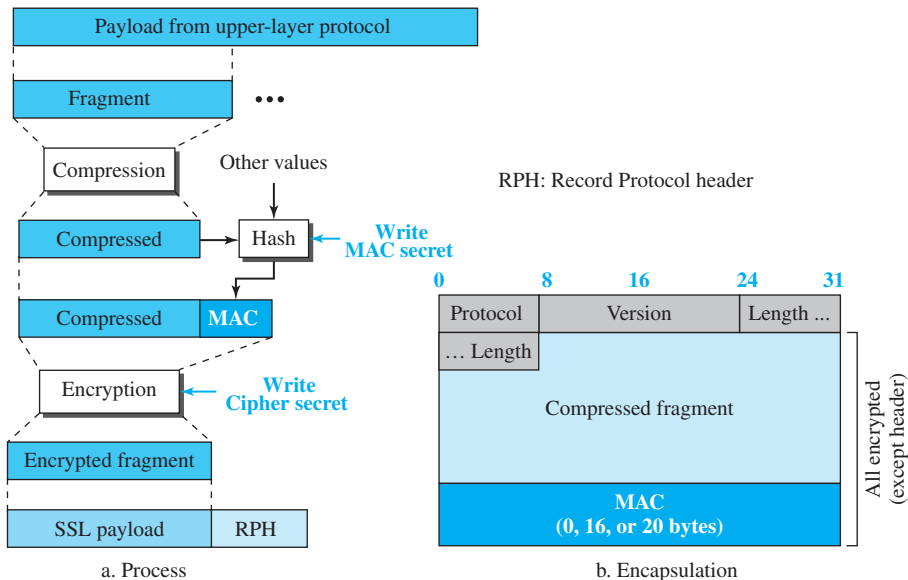 Payload from upper-layer protocol
Fragment
•••
Compression
Other values
RPH: Record Protocol header
Compressed
Hash
Write
MAC secret
Compressed
MAC
Encryption
Write
Cipher secret
Encrypted fragment
SSL payload
RPH
a. Process
0
8
16
24
31
Protocol
Version
Length ...
... Length
Compressed fragment
MAC
(0, 16, or 20 bytes)
All encrypted
(except header)
b. Encapsulation